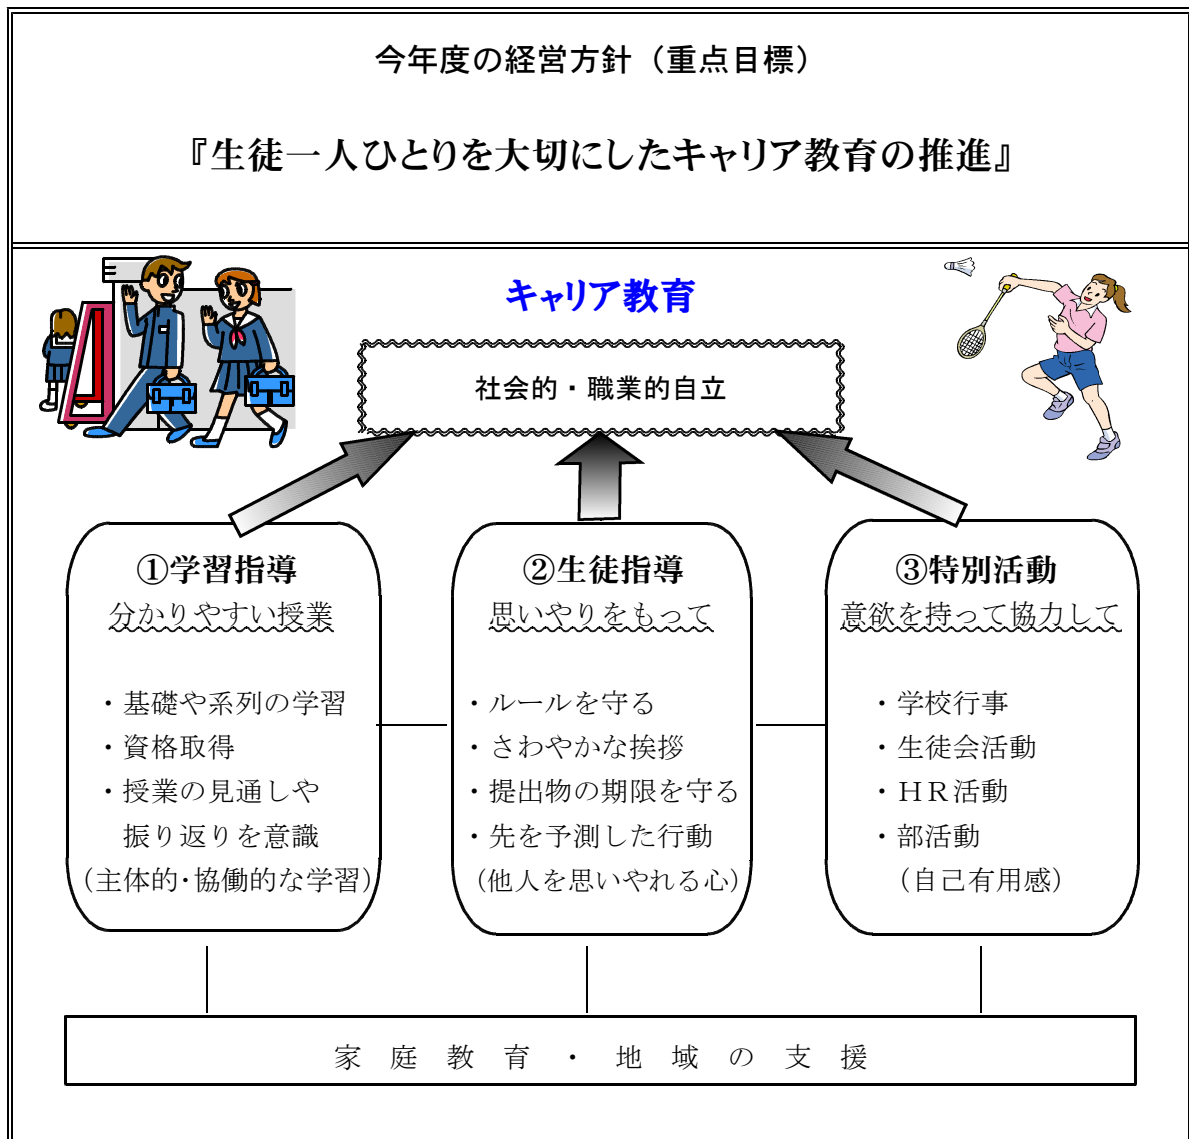 今年度の経営方針（重点目標）
『生徒一人ひとりを大切にしたキャリア教育の推進』
キャリア教育
社会的・職業的自立
①学習指導
分かりやすい授業
・基礎や系列の学習
・資格取得
・授業の見通しや
振り返りを意識
（主体的・協働的な学習）
②生徒指導
思いやりをもって
・ルールを守る
・さわやかな挨拶
・提出物の期限を守る
・先を予測した行動
（他人を思いやれる心）
③特別活動
意欲を持って協力して
・学校行事
・生徒会活動
・ＨＲ活動
・部活動
（自己有用感）
家庭教育・地域の支援